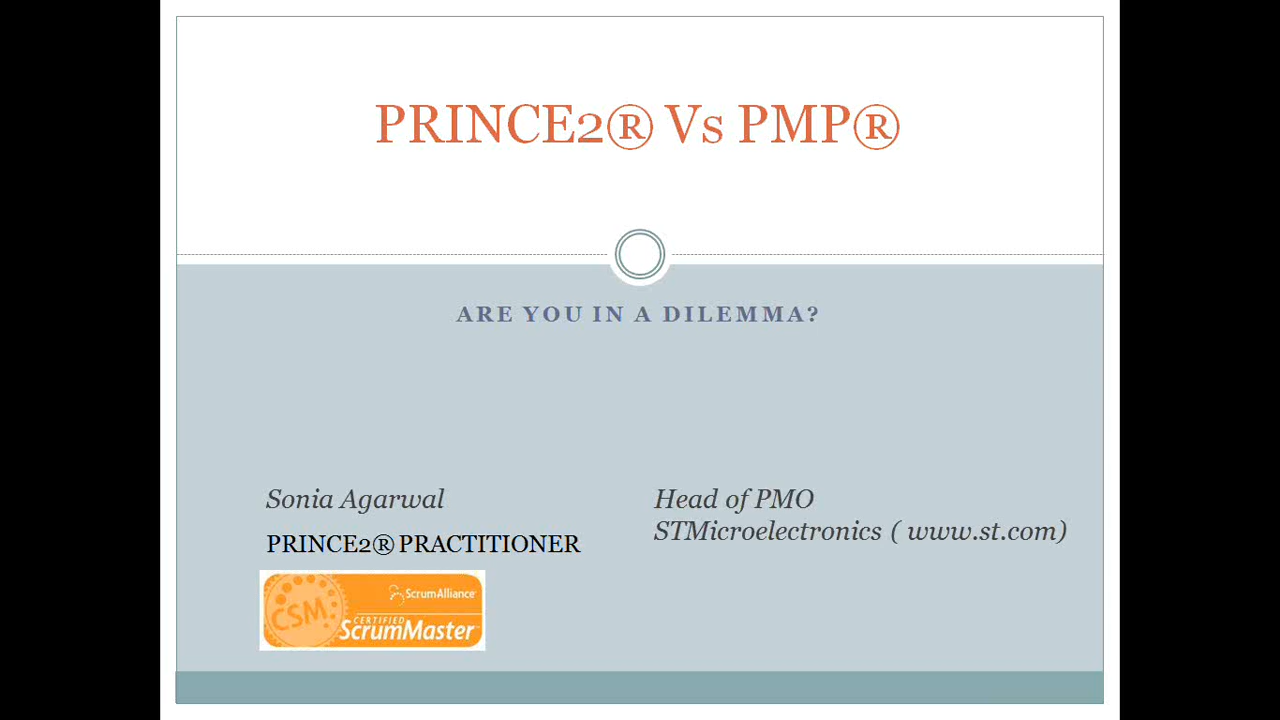 PRINCE2® Vs PMP®
ARE YOU IN A DILEMMA?
Sonia Agarwal
PRINCE2® PRACTITIONER
Head of PMO
STMicroelectronics ( www.st.com)
CSM
ScrumAlliance
CERTIFIED
ScrumMaster